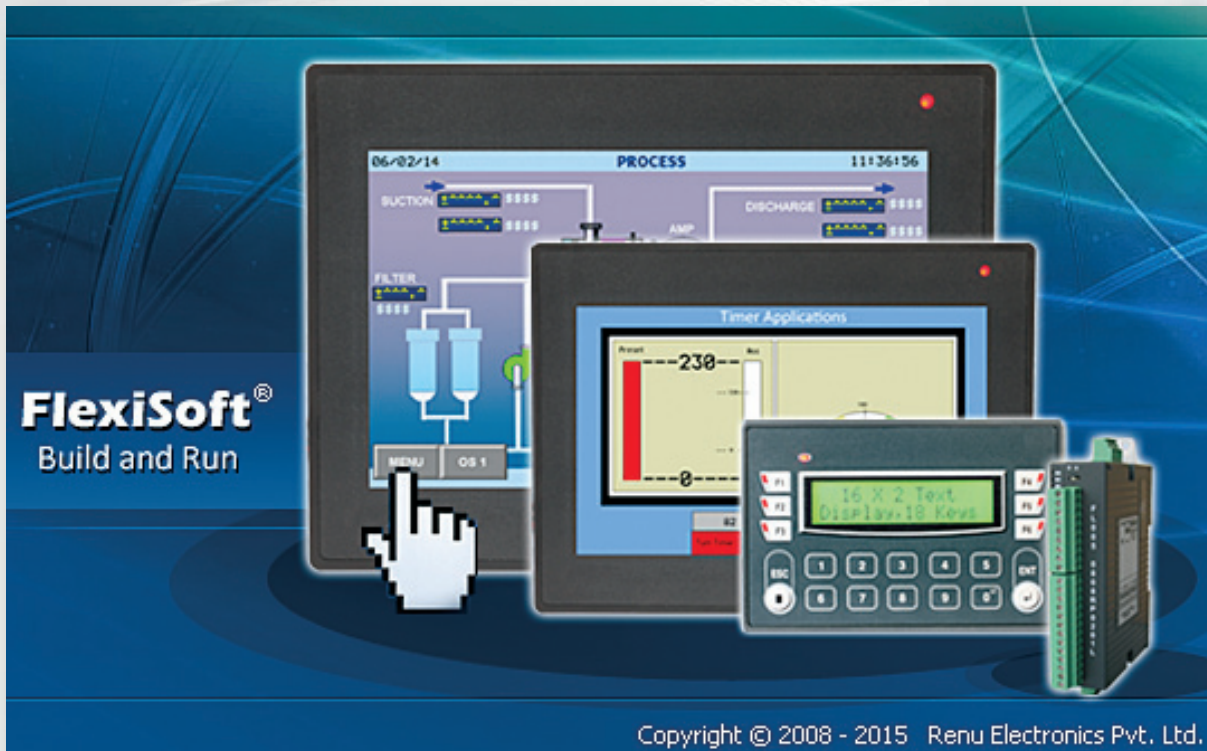 06/02/14 PROCESS 11:36:56
SUCTION ±^^^^.^ $$$$ DISCHARGE ±^^^^.^ $$$$
±^^^^.^ $$$$ AMP ±^^^^.^ $$$$
FILTER
±^^^.^
$$$$
MENU OS 1
Timer Applications
Preset
230
0
82
FlexiSoft®
Build and Run
16 X 2 Text
Display,18 Keys
F1 F4
F2 F5
F3 F6
ESC 1 2 3 4 5 ENT
6 7 8 9 0
Copyright © 2008 - 2015 Renu Electronics Pvt. Ltd.